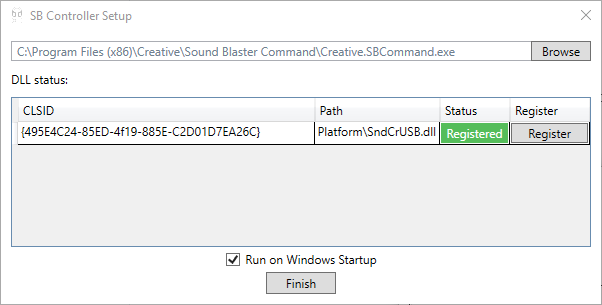 SB Controller Setup
C:\Program Files (x86)\Creative\Sound Blaster Command\Creative.SBCommand.exe Browse
DLL status:
CLSID Path Status Register
{495E4C24-85ED-4f19-885E-C2D01D7EA26C} Platform\SndCrUSB.dll Registered Register
Run on Windows Startup
Finish